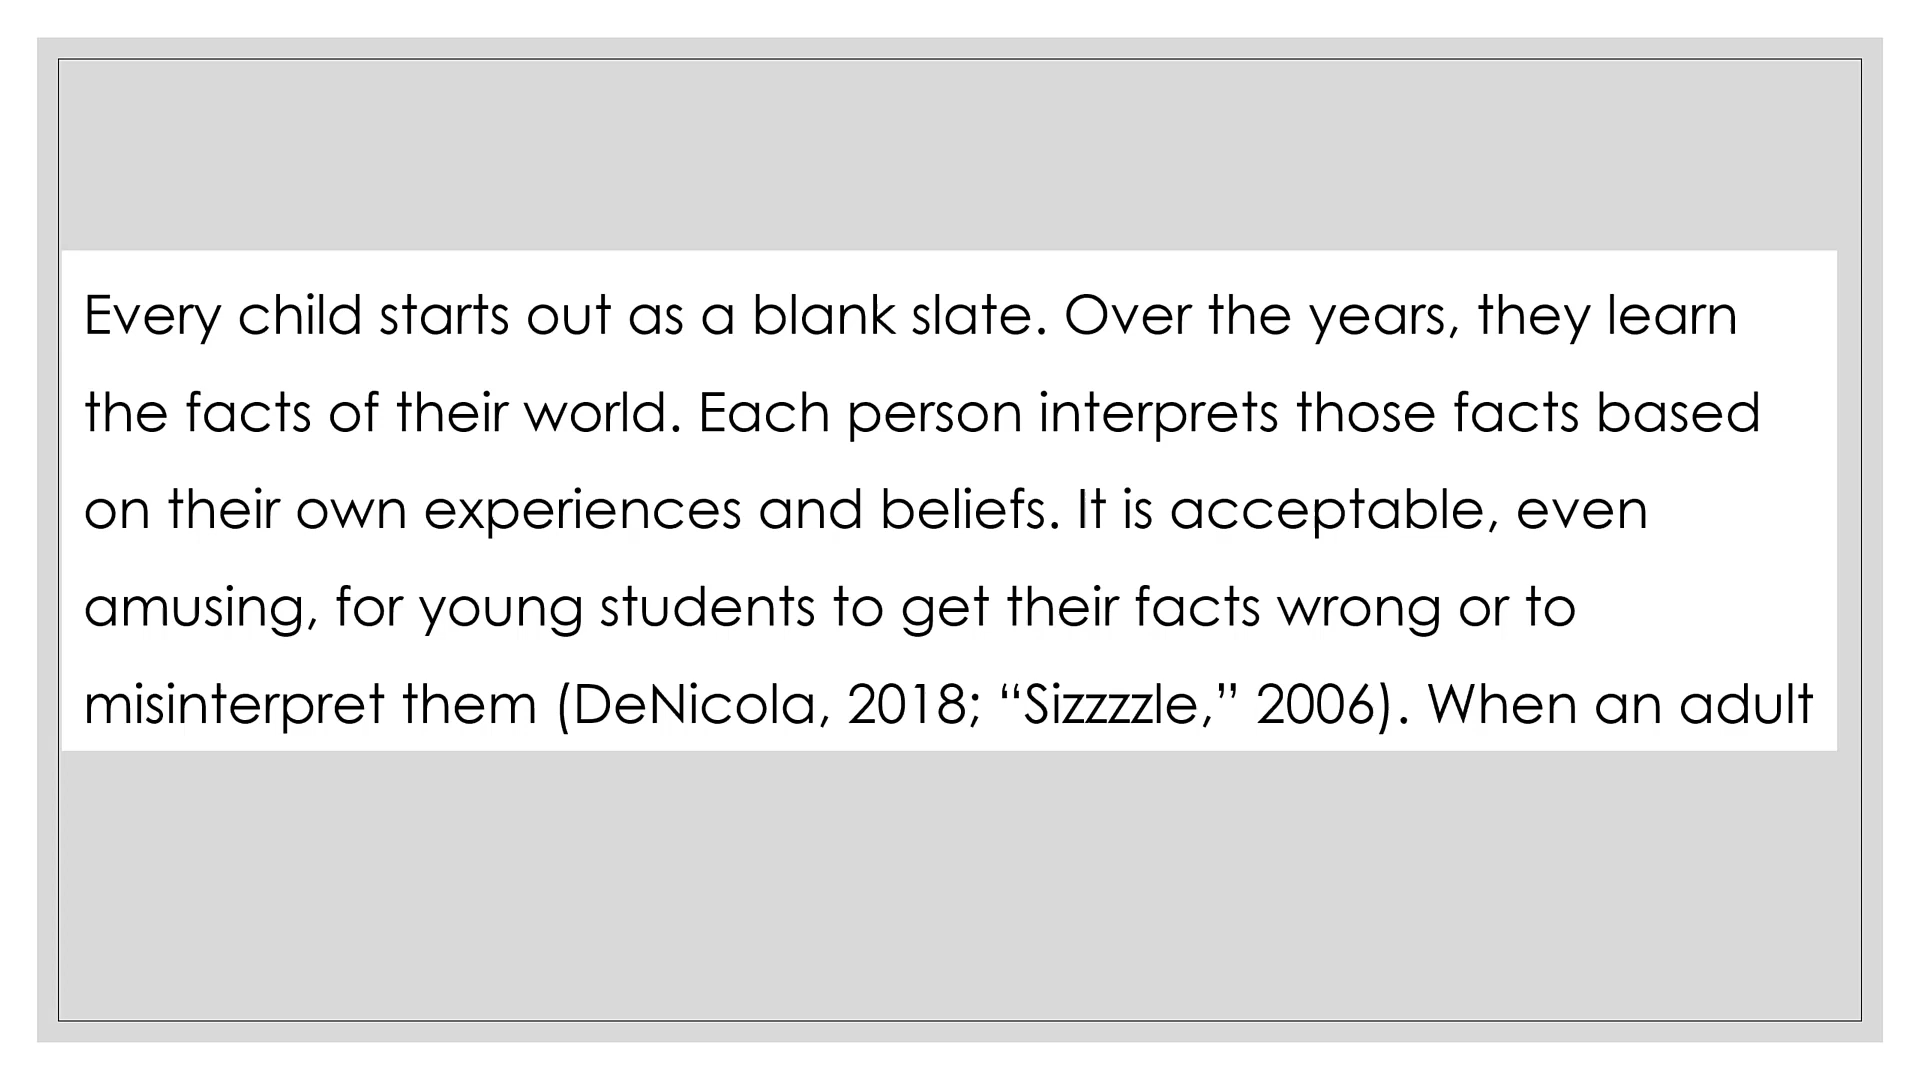 Every child starts out as a blank slate. Over the years, they learn
the facts of their world. Each person interprets those facts based
on their own experiences and beliefs. It is acceptable, even
amusing, for young students to get their facts wrong or to
misinterpret them (DeNicola, 2018; “Sizzzzle,” 2006). When an adult